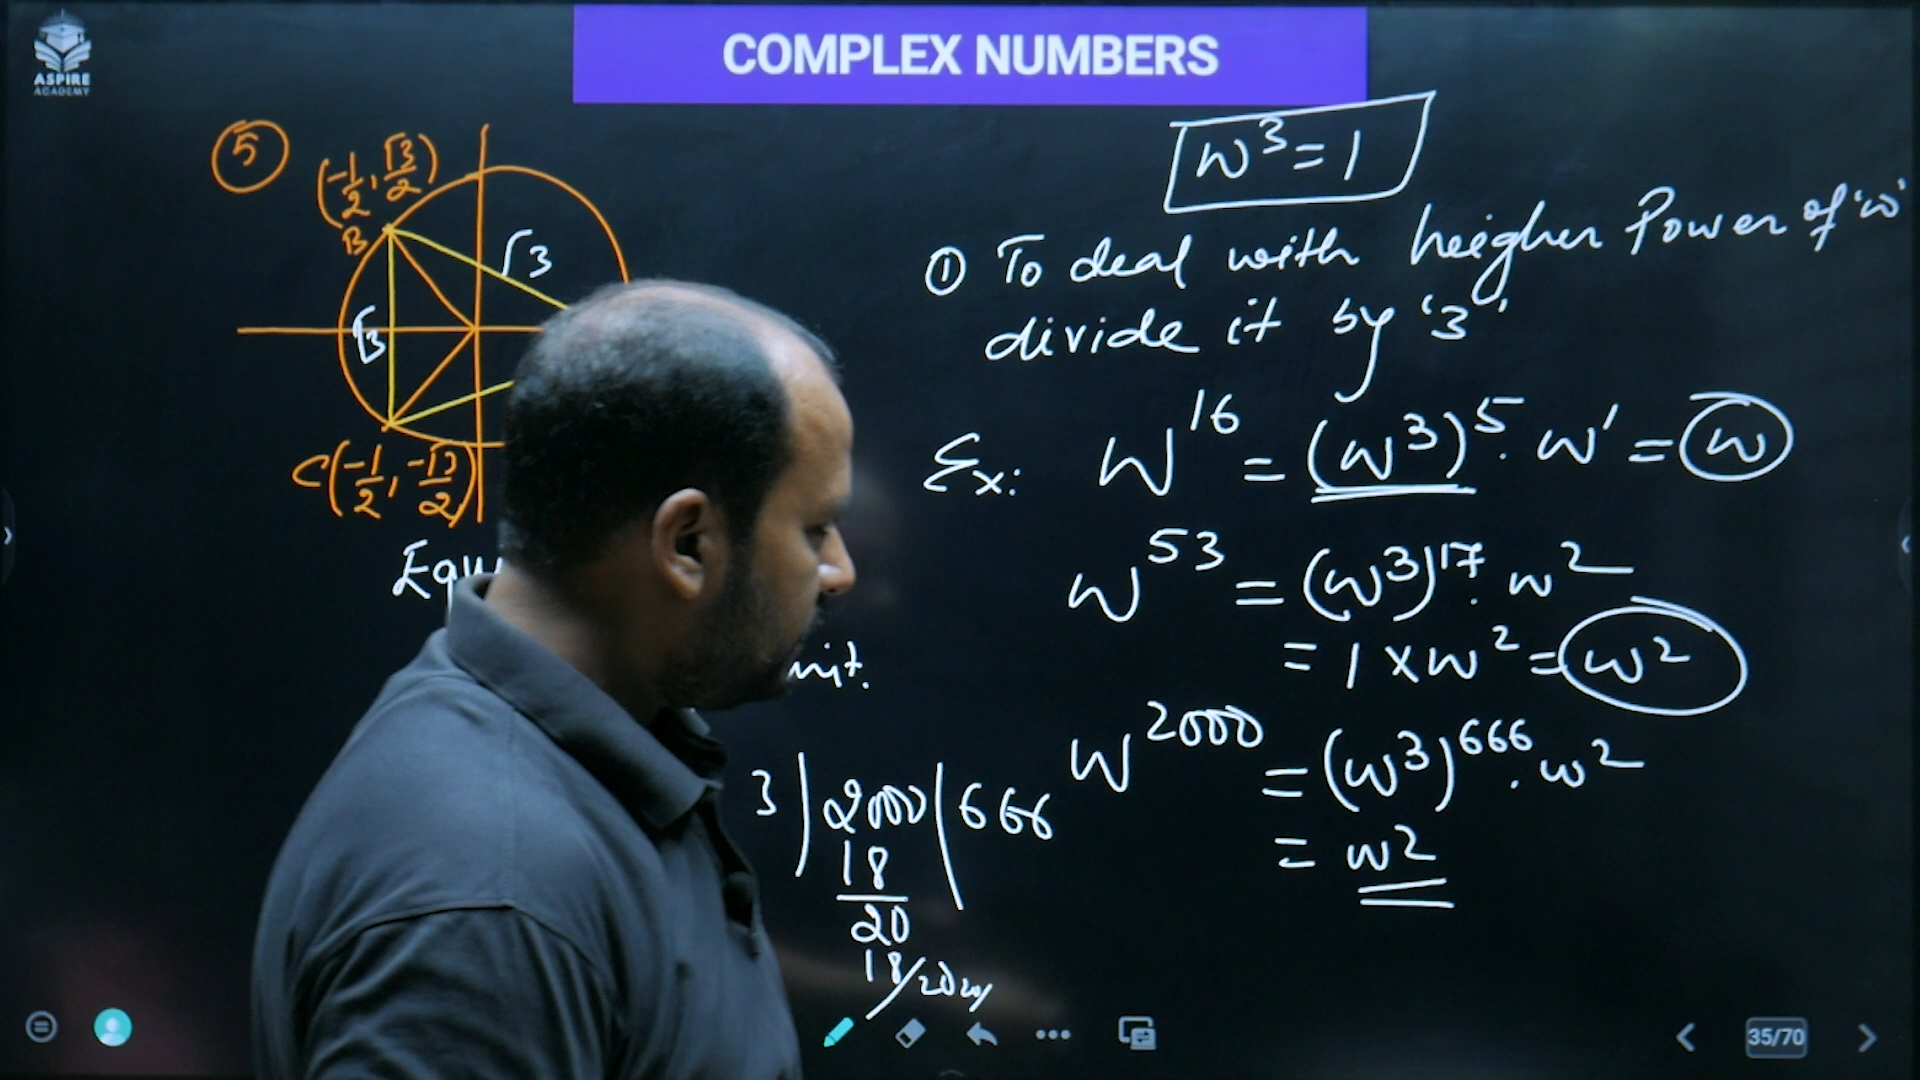 ASPIRE
ACADEMY
COMPLEX NUMBERS
5
(-1/2, √3/2)
B
√3
√3
C(-1/2, -√3/2)
nit.
w³ = 1
① To deal with heigher Power of 'w'
divide it by '3'
Ex: w¹⁶ = (w³)⁵ . w' = w
w⁵³ = (w³)¹⁷ . w²
= 1 × w² = w²
w²⁰⁰⁰ = (w³)⁶⁶⁶ . w²
= w²
3 ) 2000 ( 666
18
20
18/20
35/70